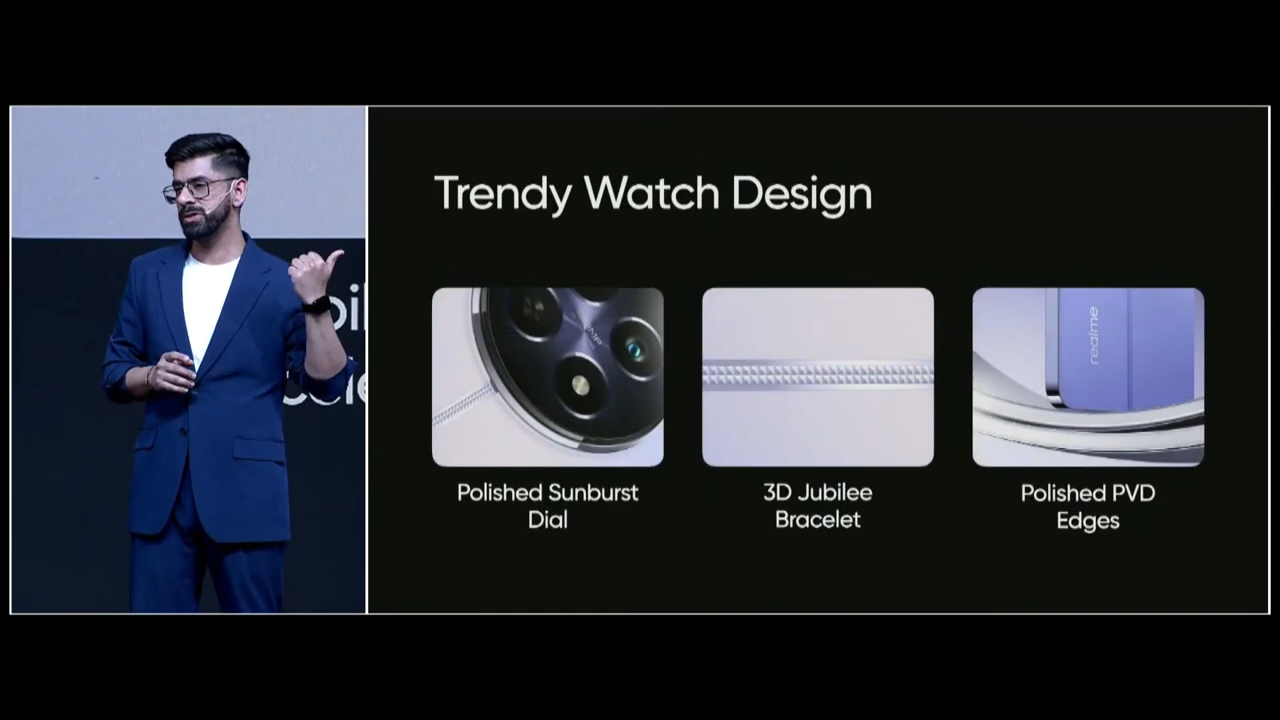 Trendy Watch Design
realme
Polished Sunburst
Dial
3D Jubilee
Bracelet
Polished PVD
Edges